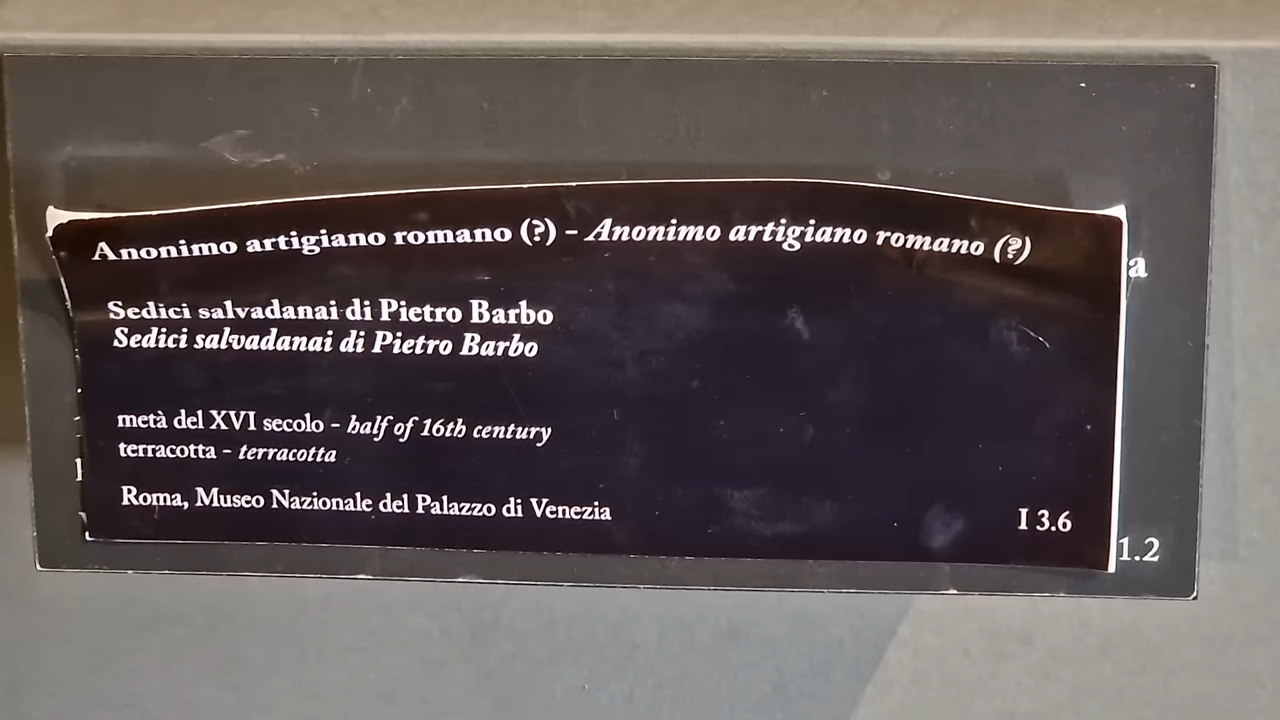 Anonimo artigiano romano (?) – Anonimo artigiano romano (?)
Sedici salvadanai di Pietro Barbo
Sedici salvadanai di Pietro Barbo
metà del XVI secolo – half of 16th century
terracotta – terracotta
Roma, Museo Nazionale del Palazzo di Venezia
I 3.6
a
1.2